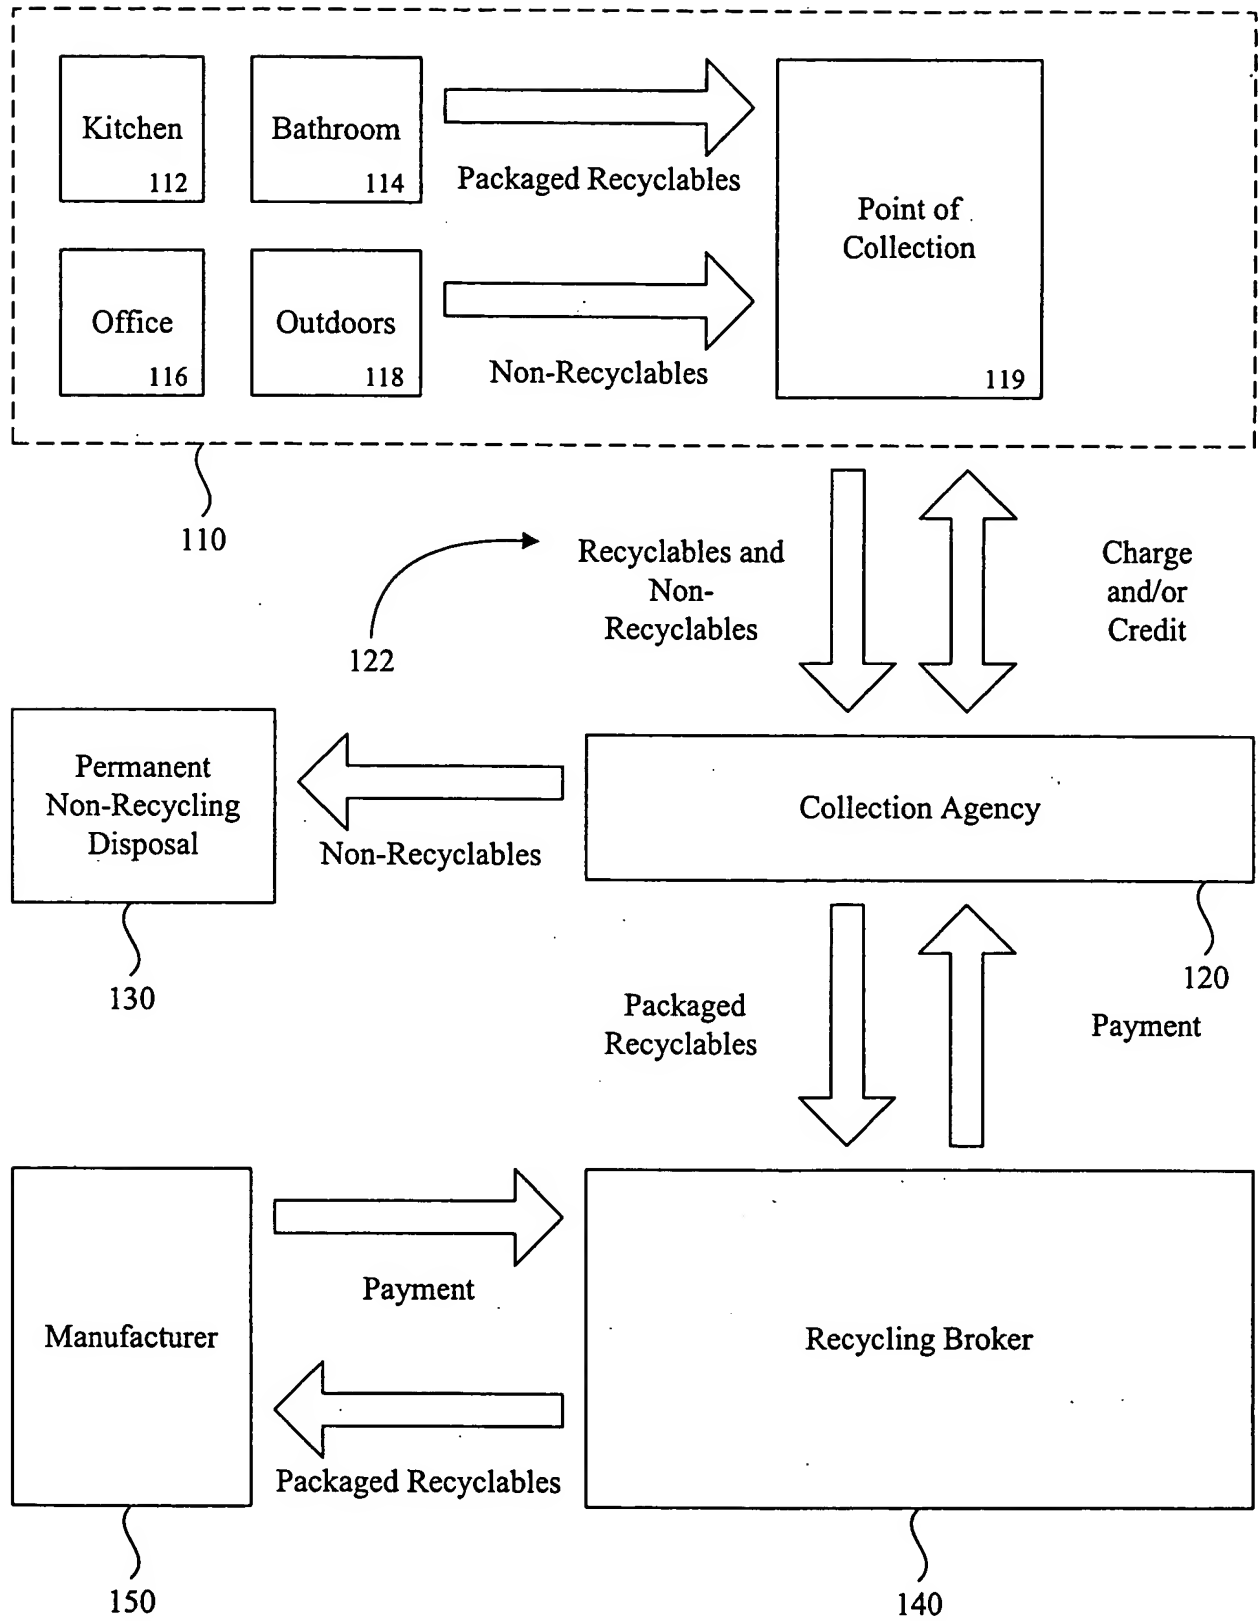 Kitchen
112
Bathroom
114
Packaged Recyclables
Point of
Collection
119
Office
116
Outdoors
118
Non-Recyclables
110
122
Recyclables and
Non-
Recyclables
Charge
and/or
Credit
Permanent
Non-Recycling
Disposal
130
Non-Recyclables
Collection Agency
120
Packaged
Recyclables
Payment
Manufacturer
150
Payment
Packaged Recyclables
Recycling Broker
140